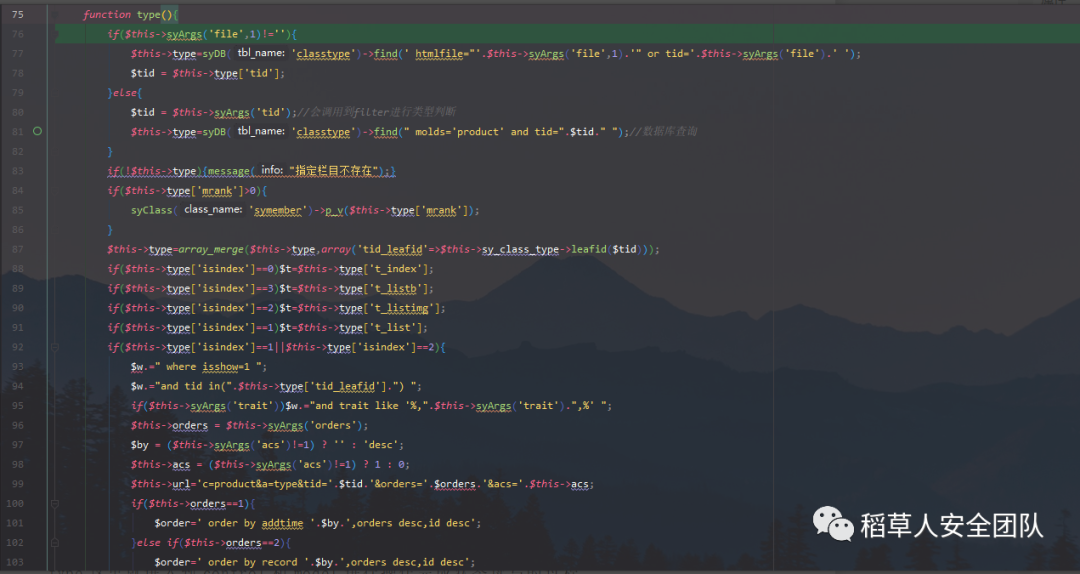 75 function type(){
76 if($this->syArgs('file',1)!=''){
77 $this->type=syDB( tbl_name: 'classtype')->find(' htmlfile="'.$this->syArgs('file',1).'" or tid='.$this->syArgs('file').' ');
78 $tid = $this->type['tid'];
79 }else{
80 $tid = $this->syArgs('tid');//会调用到filter进行类型判断
81 $this->type=syDB( tbl_name: 'classtype')->find(" molds='product' and tid=".$tid." ");//数据库查询
82 }
83 if(!$this->type){message( info: "指定栏目不存在");}
84 if($this->type['mrank']>0){
85 syClass( class_name: 'symember')->p_v($this->type['mrank']);
86 }
87 $this->type=array_merge($this->type,array('tid_leafid'=>$this->sy_class_type->leafid($tid)));
88 if($this->type['isindex']==0)$t=$this->type['t_index'];
89 if($this->type['isindex']==3)$t=$this->type['t_listb'];
90 if($this->type['isindex']==2)$t=$this->type['t_listimg'];
91 if($this->type['isindex']==1)$t=$this->type['t_list'];
92 if($this->type['isindex']==1||$this->type['isindex']==2){
93 $w.=" where isshow=1 ";
94 $w.="and tid in(".$this->type['tid_leafid'].") ";
95 if($this->syArgs('trait'))$w.="and trait like '%,".$this->syArgs('trait').",%' ";
96 $this->orders = $this->syArgs('orders');
97 $by = ($this->syArgs('acs')!=1) ? '' : 'desc';
98 $this->acs = ($this->syArgs('acs')!=1) ? 1 : 0;
99 $this->url='c=product&a=type&tid='.$tid.'&orders='.$orders.'&acs='.$this->acs;
100 if($this->orders==1){
101 $order=' order by addtime '.$by.',orders desc,id desc';
102 }else if($this->orders==2){
103 $order=' order by record '.$by.',orders desc,id desc';
稻草人安全团队